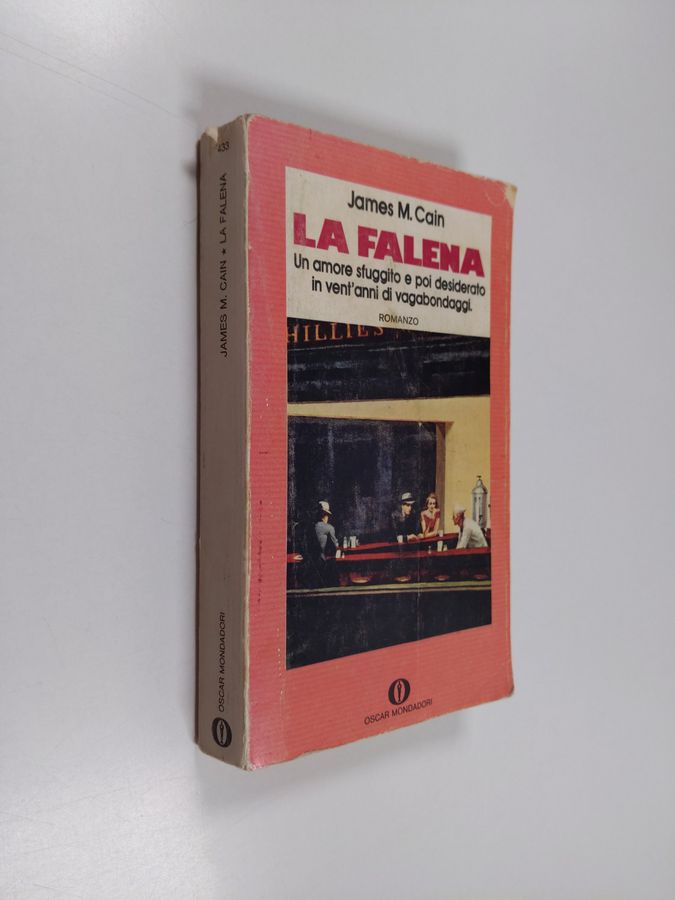 James M. Cain
LA FALENA
Un amore sfuggito e poi desiderato
in vent'anni di vagabondaggi.
ROMANZO
HILLIES
OSCAR MONDADORI
JAMES M. CAIN ★ LA FALENA
OSCAR MONDADORI